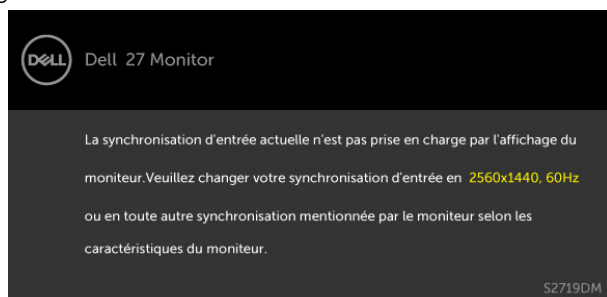 DELL
Dell 27 Monitor
La synchronisation d'entrée actuelle n'est pas prise en charge par l'affichage du
moniteur.Veuillez changer votre synchronisation d'entrée en 2560x1440, 60Hz
ou en toute autre synchronisation mentionnée par le moniteur selon les
caractéristiques du moniteur.
S2719DM